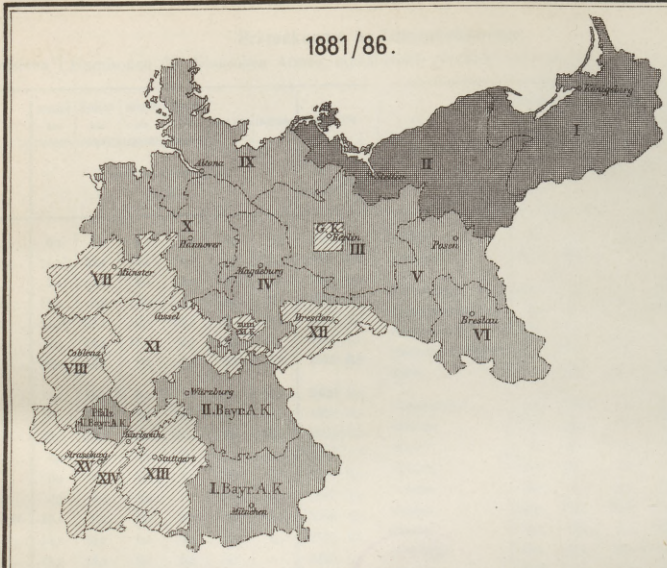 1881/86.
Königsberg
I
IX
Altona
II
Stettin
G.K.
Berlin
III
X
Hannover
Posen
V
VII
Münster
Magdeburg
IV
Cassel
Dresden
XII
Breslau
VI
XI
VIII
Coblenz
Würzburg
II.Bayr.A.K.
Pfalz
II.Bayr.A.K.
Karlsruhe
Strassburg
XV
XIV
Stuttgart
XIII
I.Bayr.A.K.
München